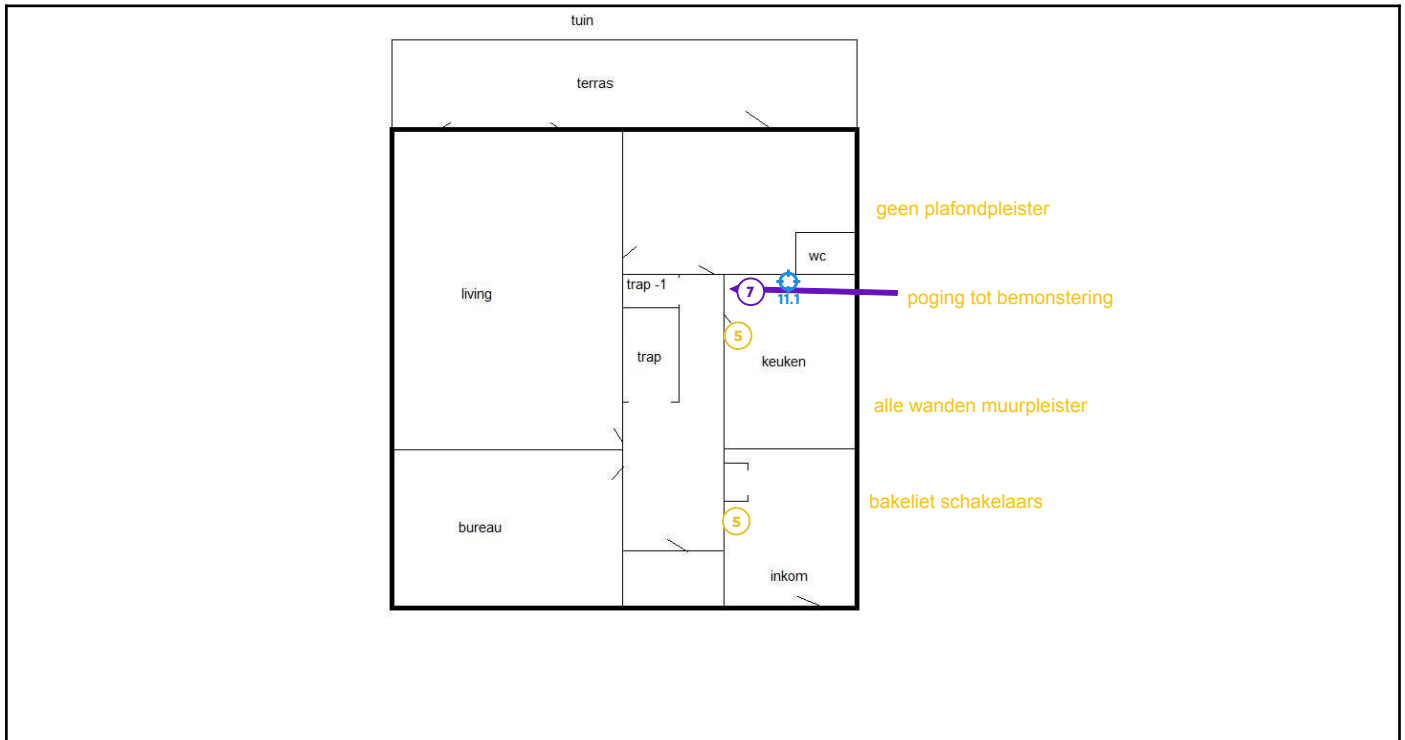 tuin
terras
geen plafondpleister
wc
trap -1
living
7
11.1
poging tot bemonstering
5
trap
keuken
alle wanden muurpleister
bakeliet schakelaars
bureau
5
inkom